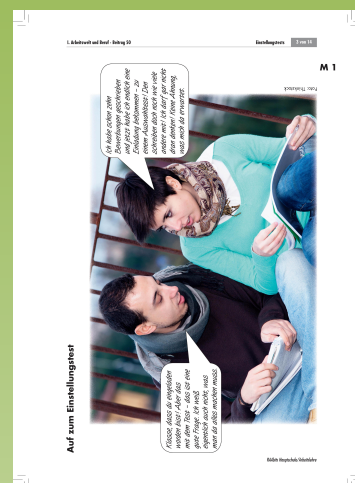 I. Arbeitswelt und Beruf · Beitrag 30
Einstellungstests
3 von 14
M 1
Auf zum Einstellungstest
Ich habe schon zehn
Bewerbungen geschrieben
und jetzt habe ich endlich eine
Einladung bekommen – zu
einem Auswahltest! Den
schreiben doch noch so viele
andere mit! Ich darf gar nicht
dran denken! Keine Ahnung,
was mich da erwartet.
Klasse, dass du eingeladen
worden bist! Aber das
mit dem Test – das ist eine
gute Frage. Ich weiß
eigentlich auch nicht, was
man da alles machen muss.
Foto: Thinkstock
RAAbits Hauptschule/Arbeitslehre